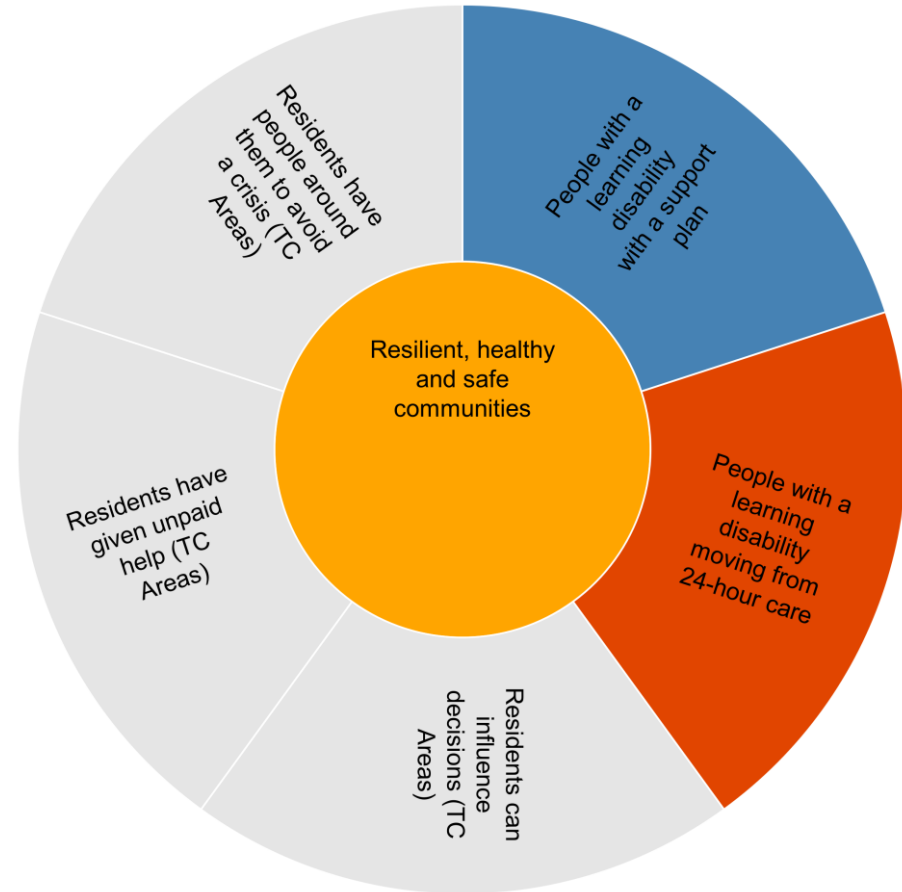 Residents have
people around
them to avoid
a crisis (TC
Areas)
People with a
learning
disability
with a support
plan
Resilient, healthy
and safe
communities
Residents have
given unpaid
help (TC
Areas)
People with a
learning
disability
moving from
24-hour care
Residents can
influence
decisions (TC
Areas)